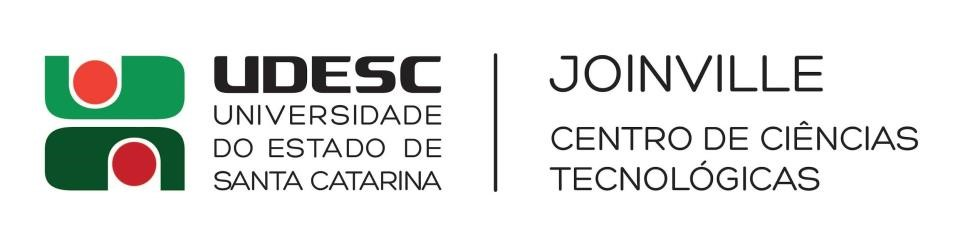 UDESC
UNIVERSIDADE
DO ESTADO DE
SANTA CATARINA
JOINVILLE
CENTRO DE CIÊNCIAS
TECNOLÓGICAS